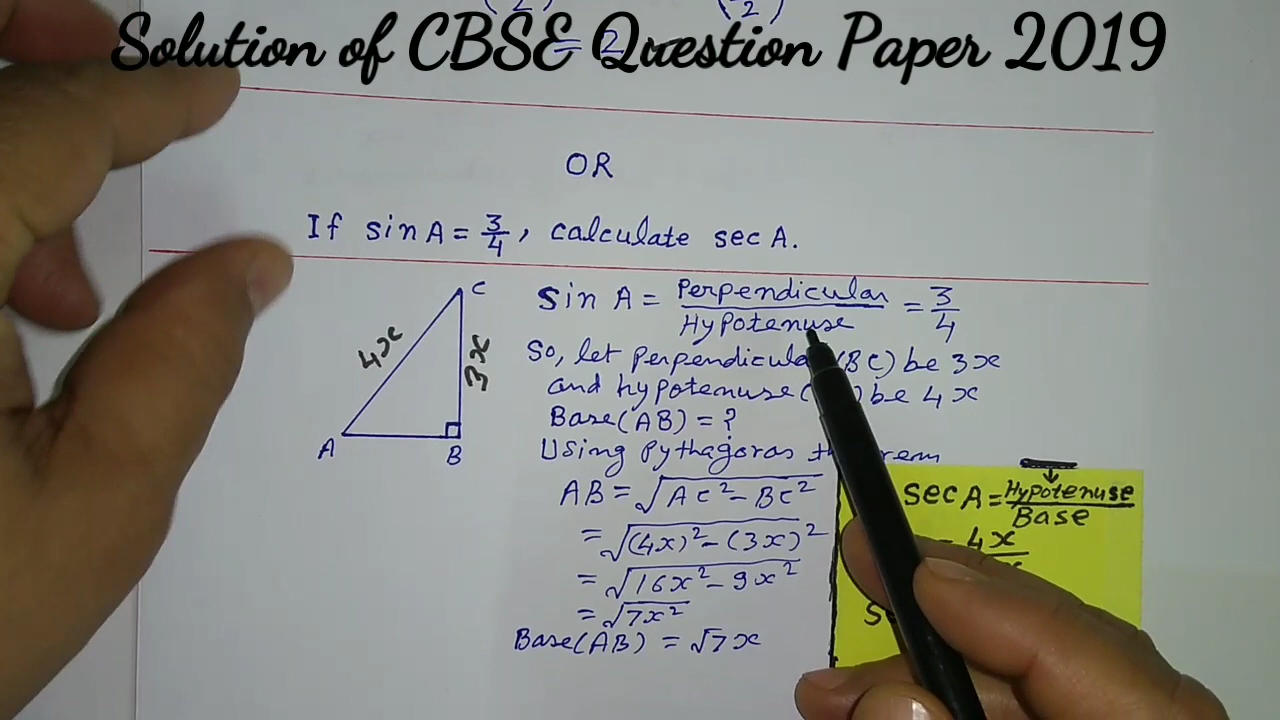 Solution of CBSE Question Paper 2019
OR
If sin A = 3/4, calculate sec A.
C
4x
3x
A
B
sin A = Perpendicular/Hypotenuse = 3/4
So, let perpendicular (BC) be 3x
and hypotenuse( ) be 4x
Base(AB) = ?
Using Pythagoras theorem
AB = √AC² - BC²
= √(4x)² - (3x)²
= √16x² - 9x²
= √7x²
Base(AB) = √7x
sec A = Hypotenuse/Base
= 4x